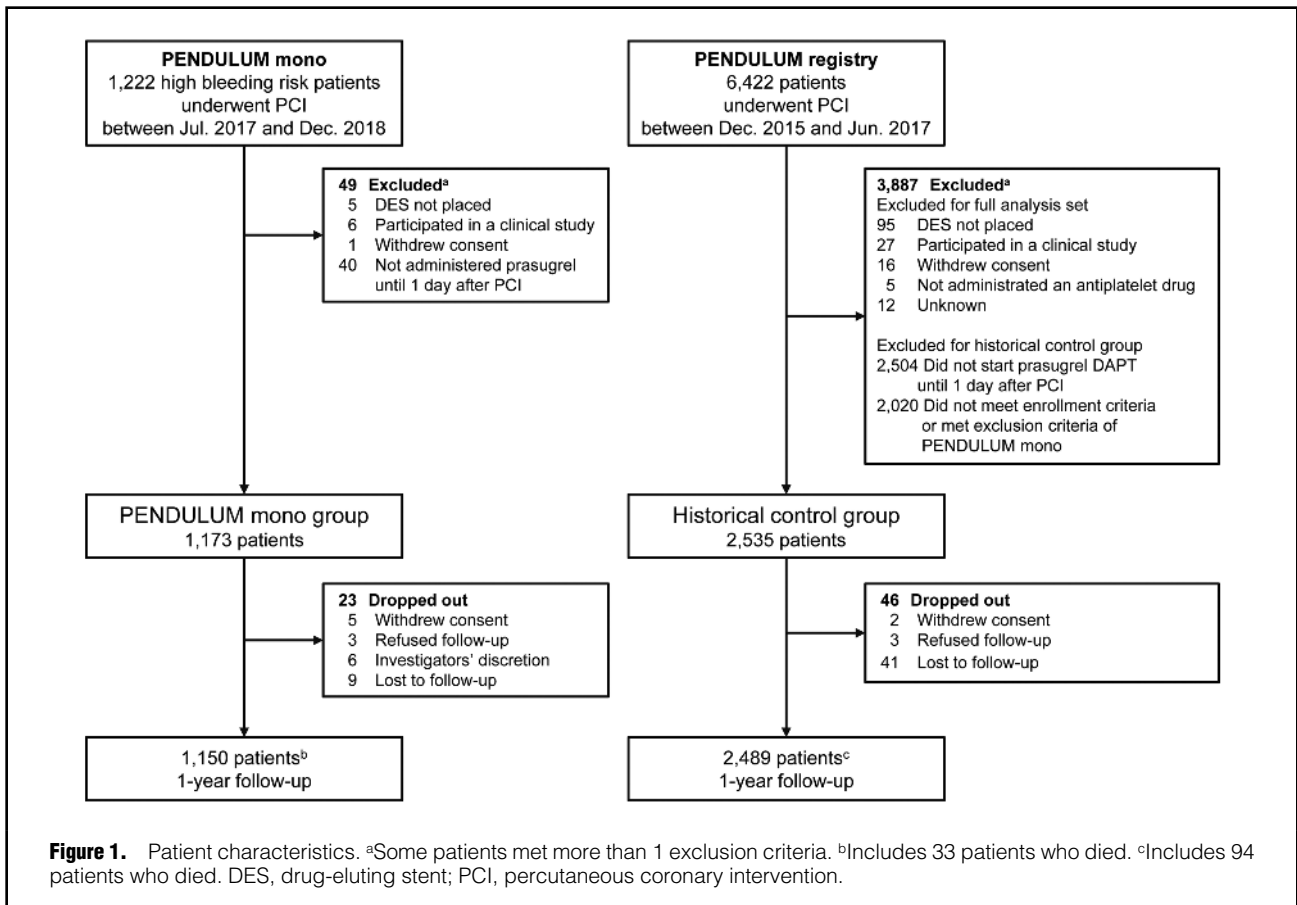 PENDULUM mono
1,222 high bleeding risk patients
underwent PCI
between Jul. 2017 and Dec. 2018
49 Excludedᵃ
5 DES not placed
6 Participated in a clinical study
1 Withdrew consent
40 Not administered prasugrel
until 1 day after PCI
PENDULUM mono group
1,173 patients
23 Dropped out
5 Withdrew consent
3 Refused follow-up
6 Investigators' discretion
9 Lost to follow-up
1,150 patientsᵇ
1-year follow-up
PENDULUM registry
6,422 patients
underwent PCI
between Dec. 2015 and Jun. 2017
3,887 Excludedᵃ
Excluded for full analysis set
95 DES not placed
27 Participated in a clinical study
16 Withdrew consent
5 Not administrated an antiplatelet drug
12 Unknown
Excluded for historical control group
2,504 Did not start prasugrel DAPT
until 1 day after PCI
2,020 Did not meet enrollment criteria
or met exclusion criteria of
PENDULUM mono
Historical control group
2,535 patients
46 Dropped out
2 Withdrew consent
3 Refused follow-up
41 Lost to follow-up
2,489 patientsᶜ
1-year follow-up
Figure 1. Patient characteristics. ᵃSome patients met more than 1 exclusion criteria. ᵇIncludes 33 patients who died. ᶜIncludes 94
patients who died. DES, drug-eluting stent; PCI, percutaneous coronary intervention.